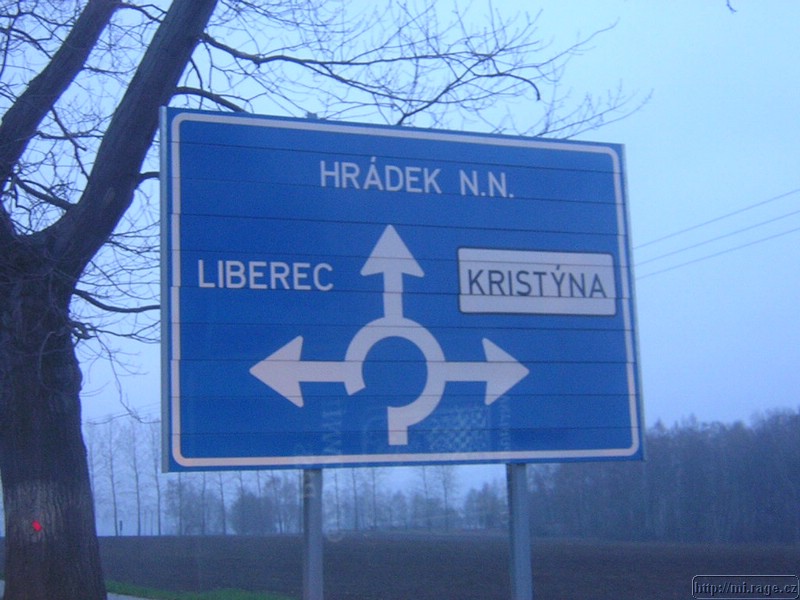 HRÁDEK N.N.
LIBEREC
KRISTÝNA
http://mi.rage.cz